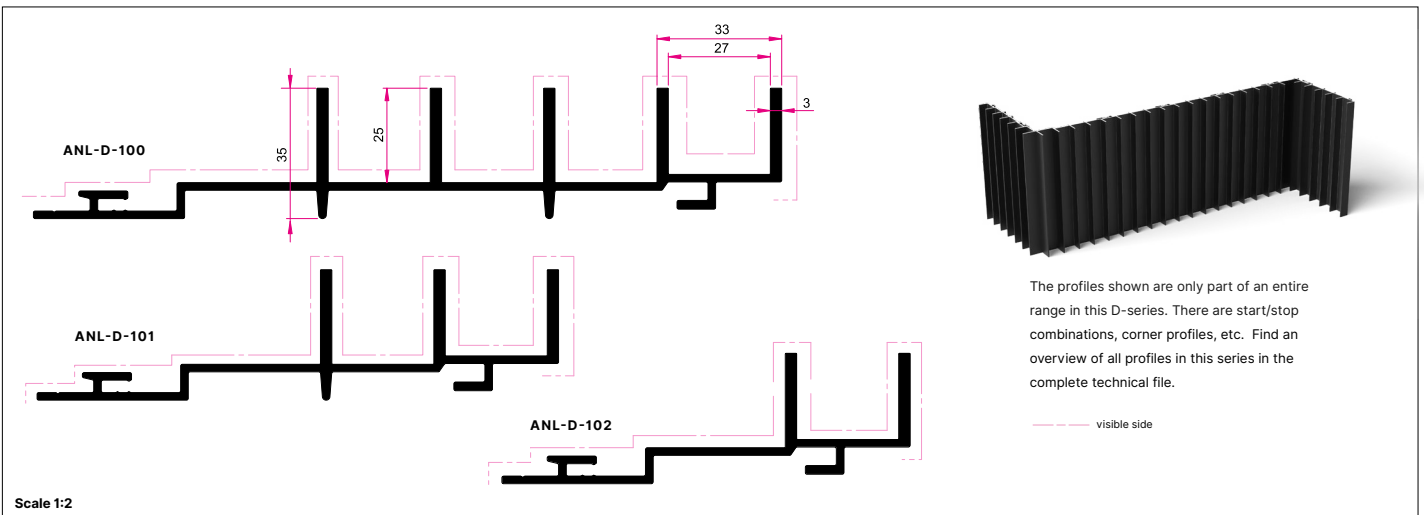 33
27
3
35
25
ANL-D-100
ANL-D-101
ANL-D-102
The profiles shown are only part of an entire
range in this D-series. There are start/stop
combinations, corner profiles, etc. Find an
overview of all profiles in this series in the
complete technical file.
visible side
Scale 1:2